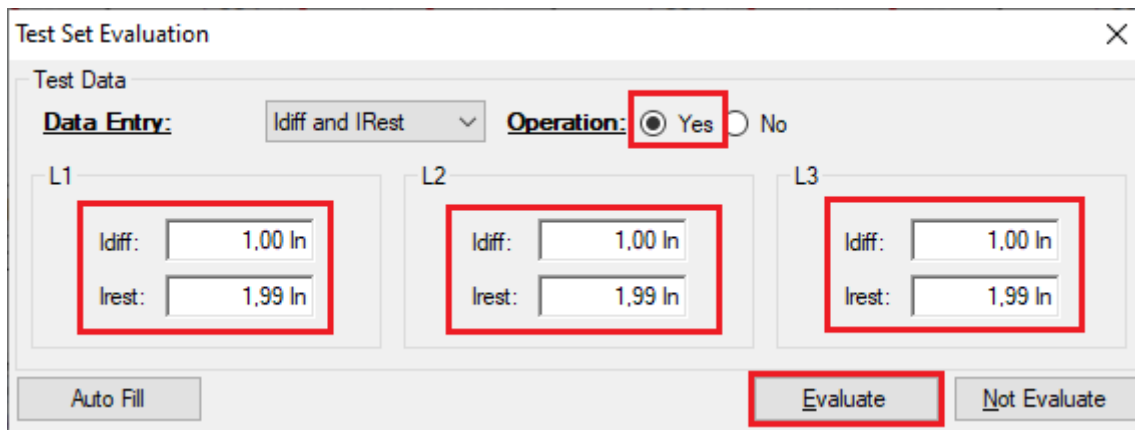 Test Set Evaluation
Test Data
Data Entry: Idiff and IRest Operation: Yes No
L1 L2 L3
Idiff: 1,00 In Idiff: 1,00 In Idiff: 1,00 In
Irest: 1,99 In Irest: 1,99 In Irest: 1,99 In
Auto Fill Evaluate Not Evaluate